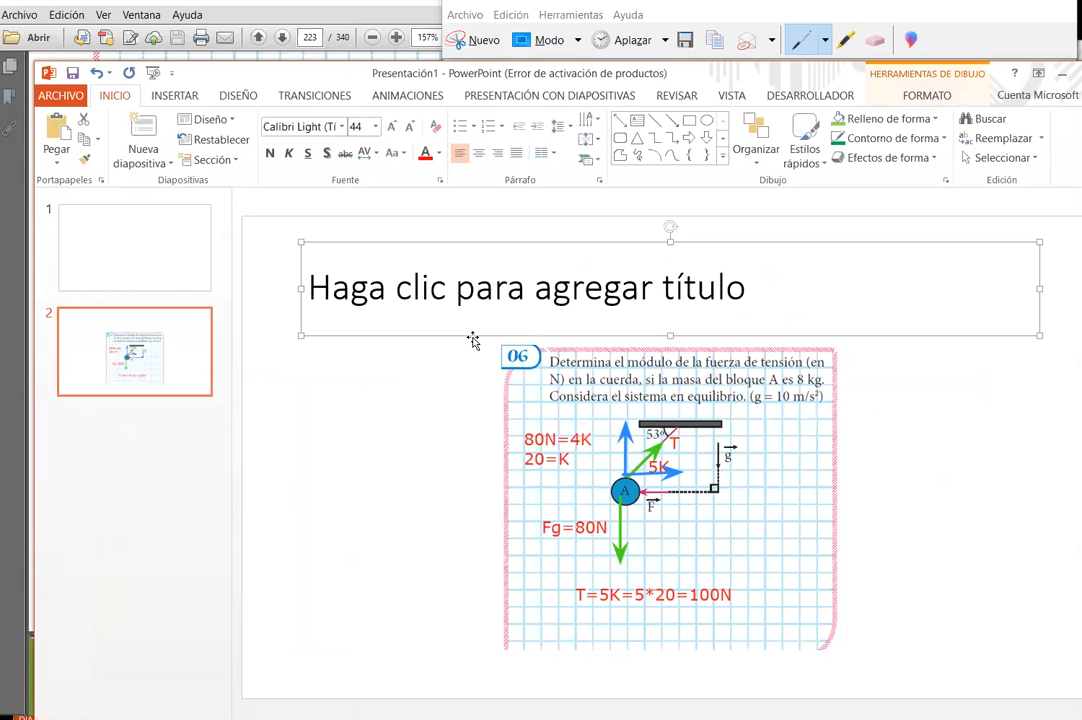 Archivo Edición Ver Ventana Ayuda
Archivo Edición Herramientas Ayuda
Abrir 223 / 340 157%
Nuevo Modo Aplazar
Presentación1 - PowerPoint (Error de activación de productos)
HERRAMIENTAS DE DIBUJO
ARCHIVO INICIO INSERTAR DISEÑO TRANSICIONES ANIMACIONES PRESENTACIÓN CON DIAPOSITIVAS REVISAR VISTA DESARROLLADOR FORMATO Cuenta Microsoft
Pegar
Nueva
diapositiva
Diseño
Restablecer
Sección
Calibri Light (Tí 44
N K S S abc AV Aa A
Organizar
Estilos
rápidos
Relleno de forma
Contorno de forma
Efectos de forma
Buscar
Reemplazar
Seleccionar
Portapapeles Diapositivas Fuente Párrafo Dibujo Edición
1
2
Haga clic para agregar título
06
Determina el módulo de la fuerza de tensión (en
N) en la cuerda, si la masa del bloque A es 8 kg.
Considera el sistema en equilibrio. (g = 10 m/s²)
80N=4K
20=K
53°
T
5K
g
A
F
Fg=80N
T=5K=5*20=100N